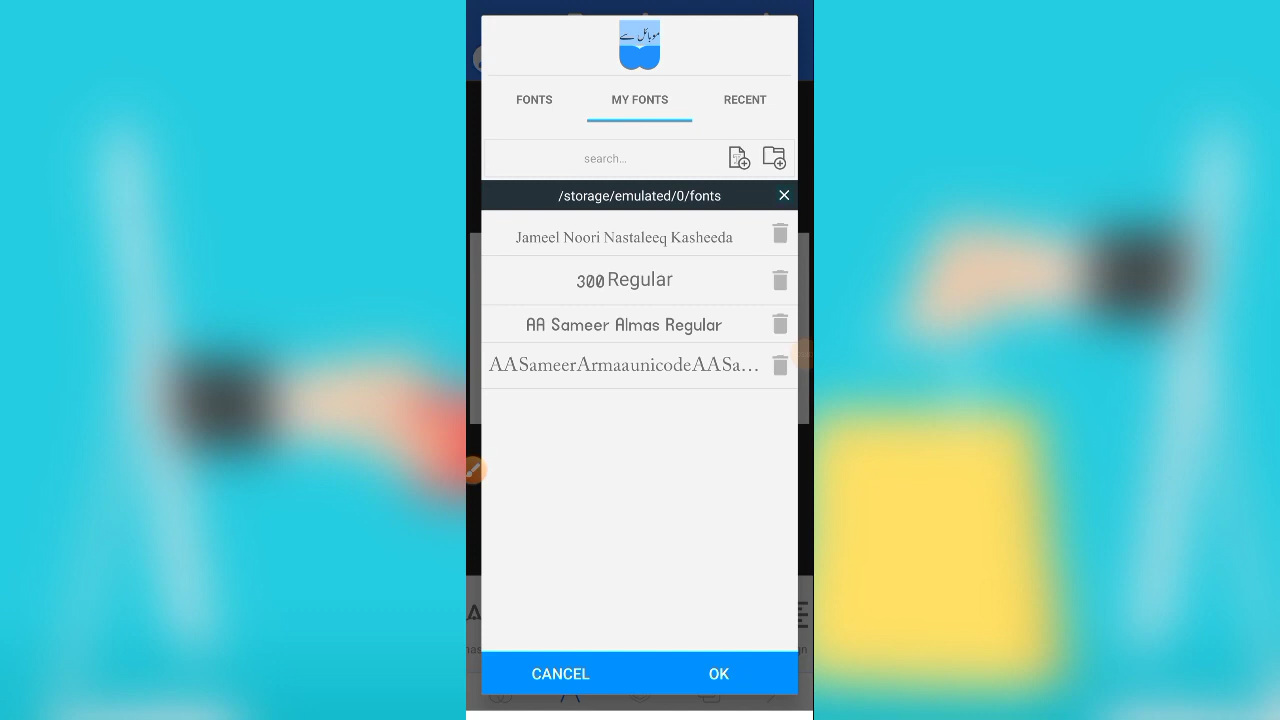 موبائل سے
FONTS
MY FONTS
RECENT
search...
/storage/emulated/0/fonts
Jameel Noori Nastaleeq Kasheeda
300 Regular
AA Sameer Almas Regular
AASameerArmaaunicodeAASa...
CANCEL
OK